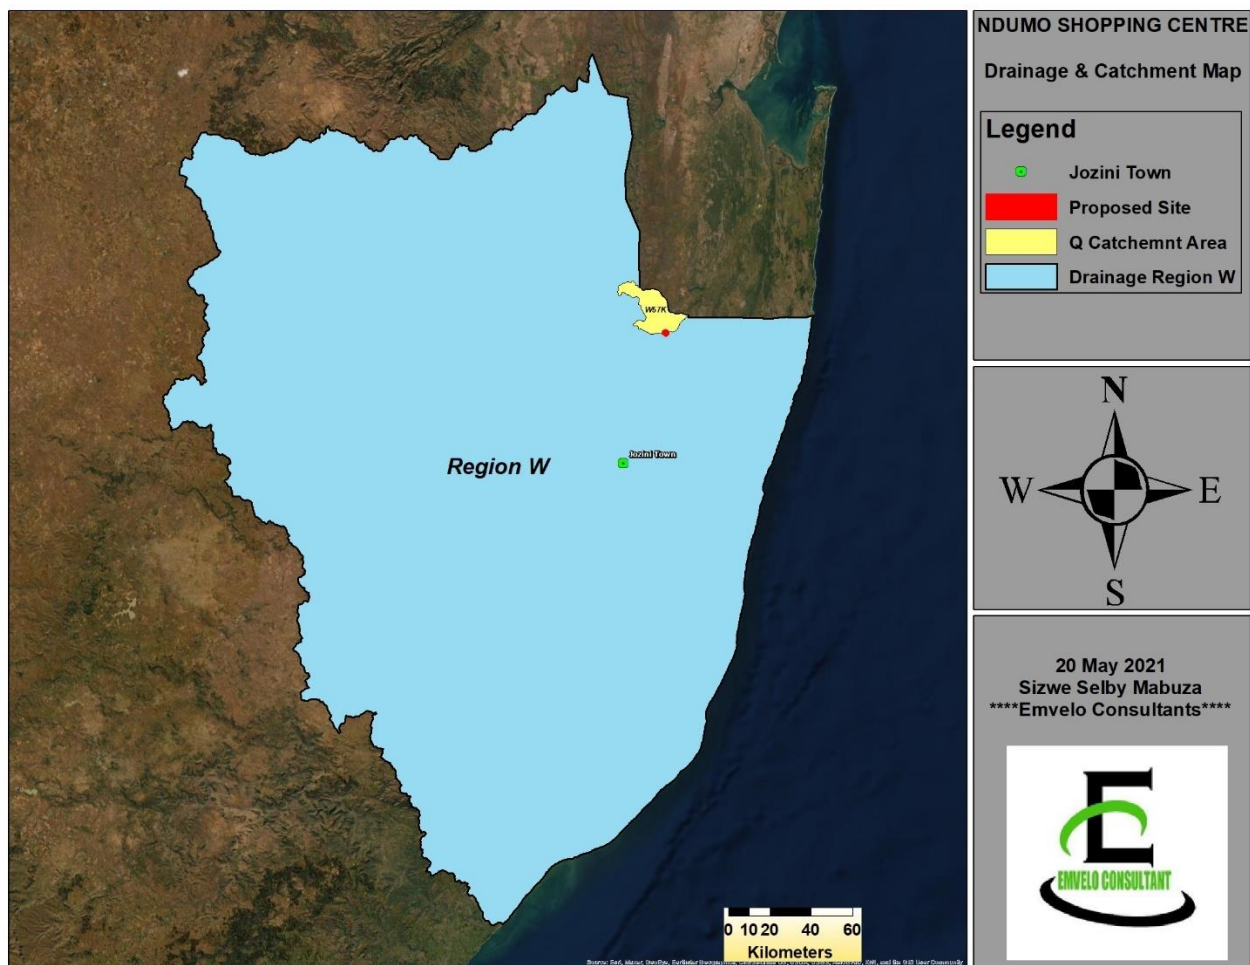 NDUMO SHOPPING CENTRE
Drainage & Catchment Map
Legend
Jozini Town
Proposed Site
Q Catchemnt Area
Drainage Region W
Region W
Jozini Town
N
W
E
S
20 May 2021
Sizwe Selby Mabuza
****Emvelo Consultants****
E
EMVELO CONSULTANT
0 10 20 40 60
Kilometers